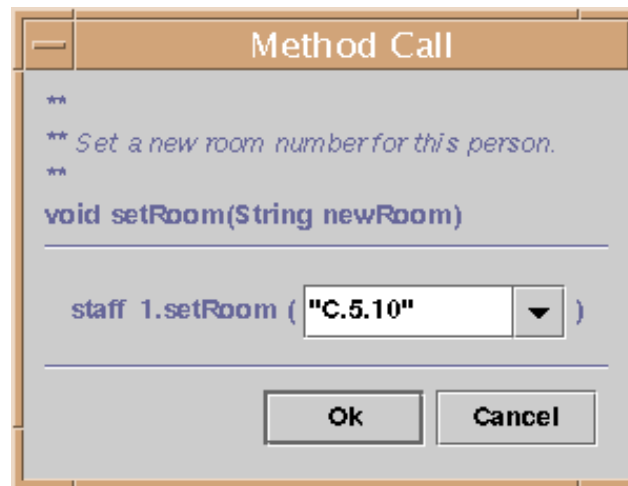 Method Call
**
** Set a new room number for this person.
**
void setRoom(String newRoom)
staff 1.setRoom ( "C.5.10" )
Ok Cancel